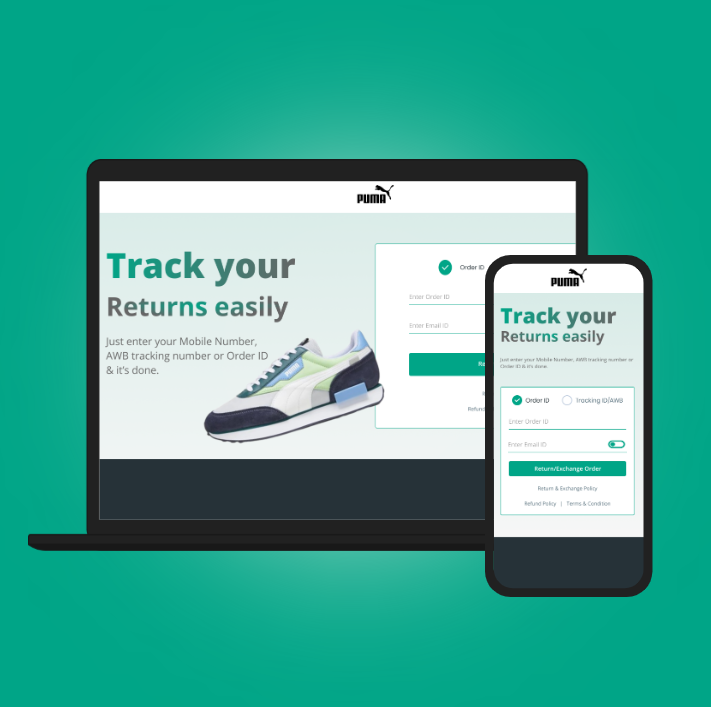 PUMA
Track your
Returns easily
Just enter your Mobile Number,
AWB tracking number or Order ID
& it's done.
Order ID
Enter Order ID
Enter Email ID
Re
Refund
PUMA
Track your
Returns easily
Just enter your Mobile Number, AWB tracking number or
Order ID & it's done
Order ID Tracking ID/AWB
Enter Order ID
Enter Email ID
Return/Exchange Order
Return & Exchange Policy
Refund Policy | Terms & Condition